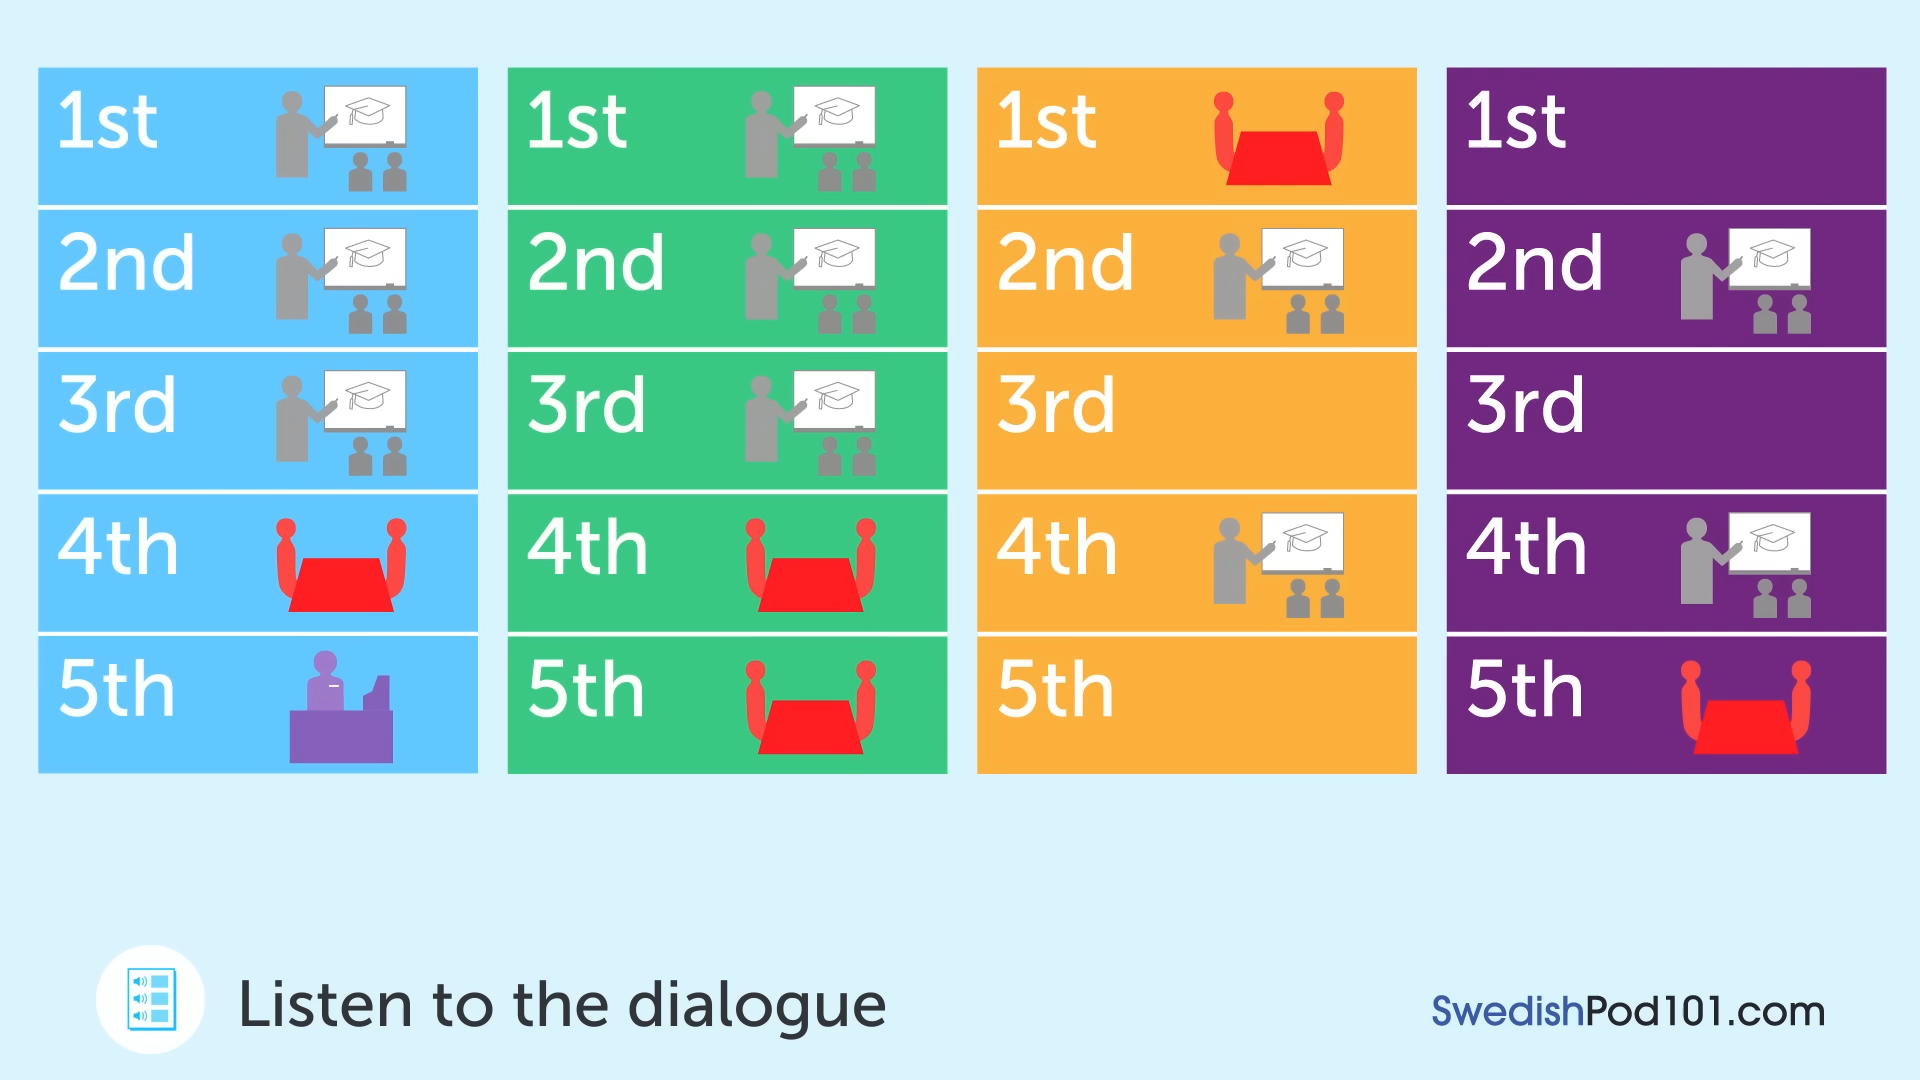 1st
2nd
3rd
4th
5th
1st
2nd
3rd
4th
5th
1st
2nd
3rd
4th
5th
1st
2nd
3rd
4th
5th
Listen to the dialogue
SwedishPod101.com